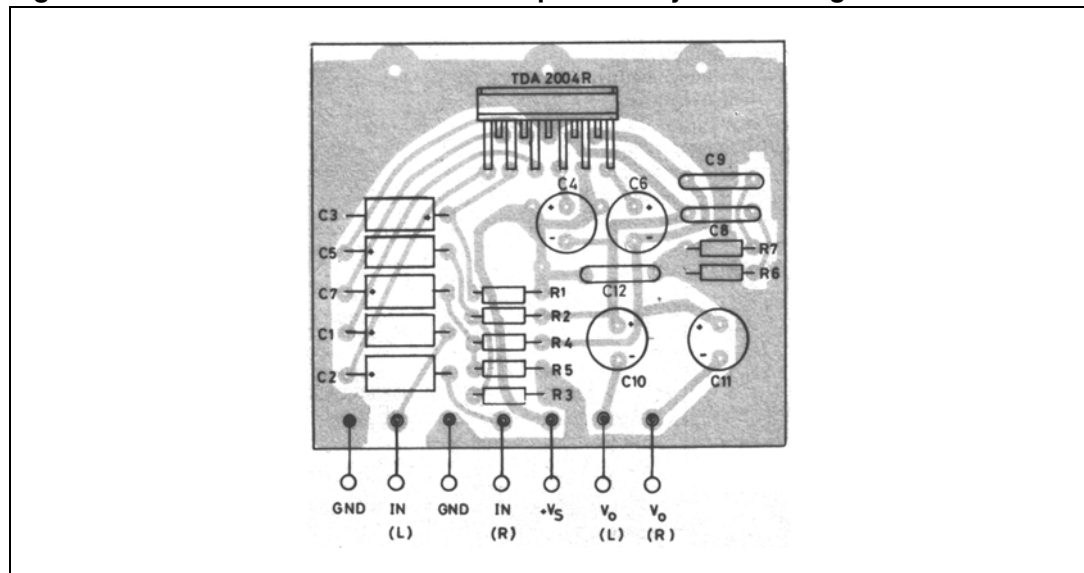 TDA 2004R
C9
C4
C6
C3
C8
C5
R7
R6
C7
R1
C12
R2
C1
R4
C2
R5
C10
C11
R3
GND
IN
(L)
GND
IN
(R)
+Vs
Vo
(L)
Vo
(R)